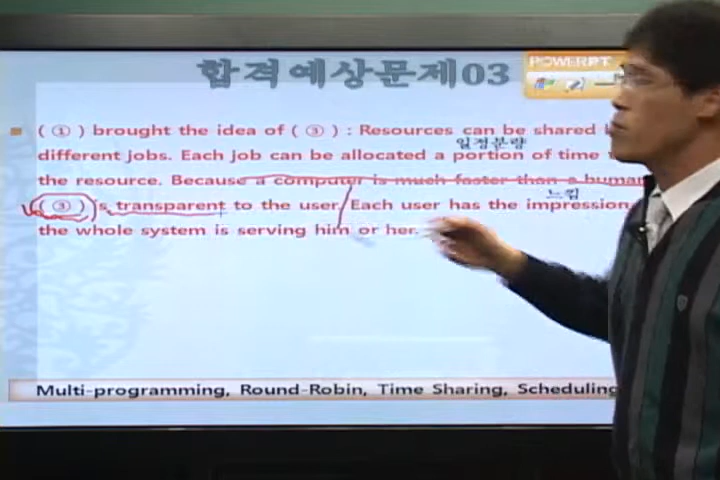 합격예상문제03
POWERPT
( ① ) brought the idea of ( ③ ) : Resources can be shared
일정분량
different jobs. Each job can be allocated a portion of time
the resource. Because a computer is much faster than a human
느낌
( ③ ) s transparent to the user. Each user has the impression
the whole system is serving him or her.
Multi-programming, Round-Robin, Time Sharing, Scheduling